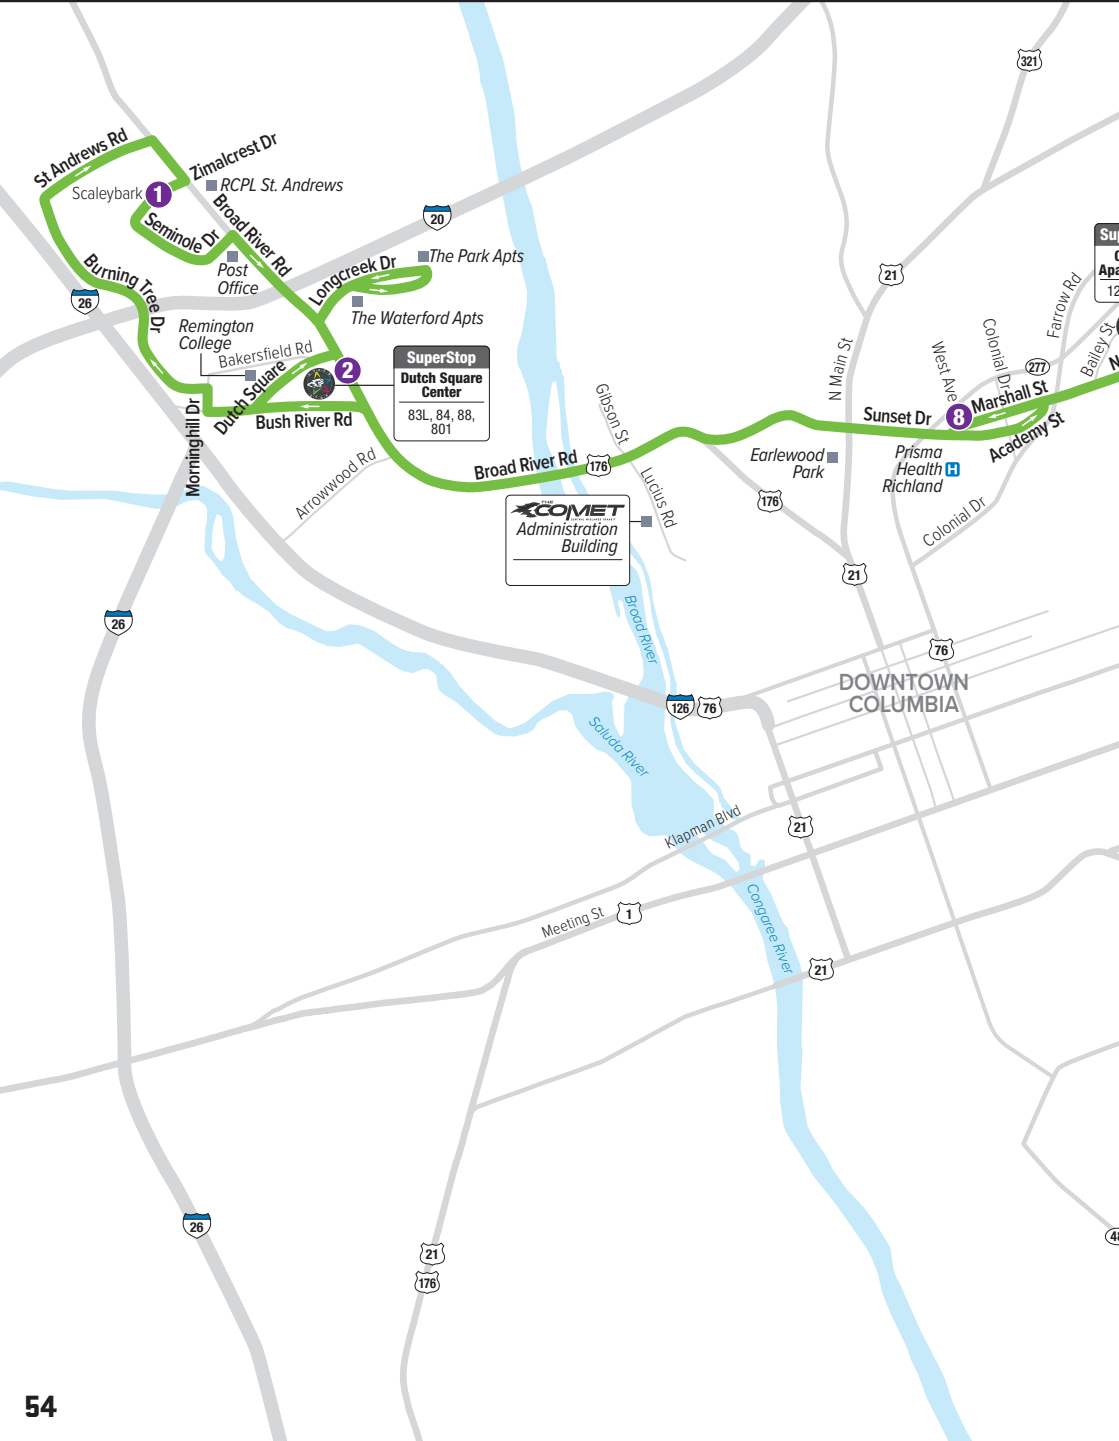 321
St Andrews Rd
Zimalcrest Dr
Scaleybark
1
RCPL St. Andrews
Seminole Dr
Broad River Rd
20
Post
Office
Longcreek Dr
The Park Apts
The Waterford Apts
Burning Tree Dr
26
Remington
College
Bakersfield Rd
Dutch Square
2
SuperStop
Dutch Square
Center
83L, 84, 88,
801
Bush River Rd
Morninghill Dr
Arrowwood Rd
Broad River Rd
176
Gibson St
Lucius Rd
THE
COMET
Administration
Building
21
N Main St
Earlewood
Park
176
Sunset Dr
West Ave
8
Colonial Dr
277
Marshall St
Academy St
Farrow Rd
Bailey St
N
Su
Apa
12
Prisma
Health
Richland
H
Colonial Dr
21
76
DOWNTOWN
COLUMBIA
26
Broad River
126
76
Saluda River
Klapman Blvd
21
Meeting St
1
Congaree River
21
26
21
176
48
54